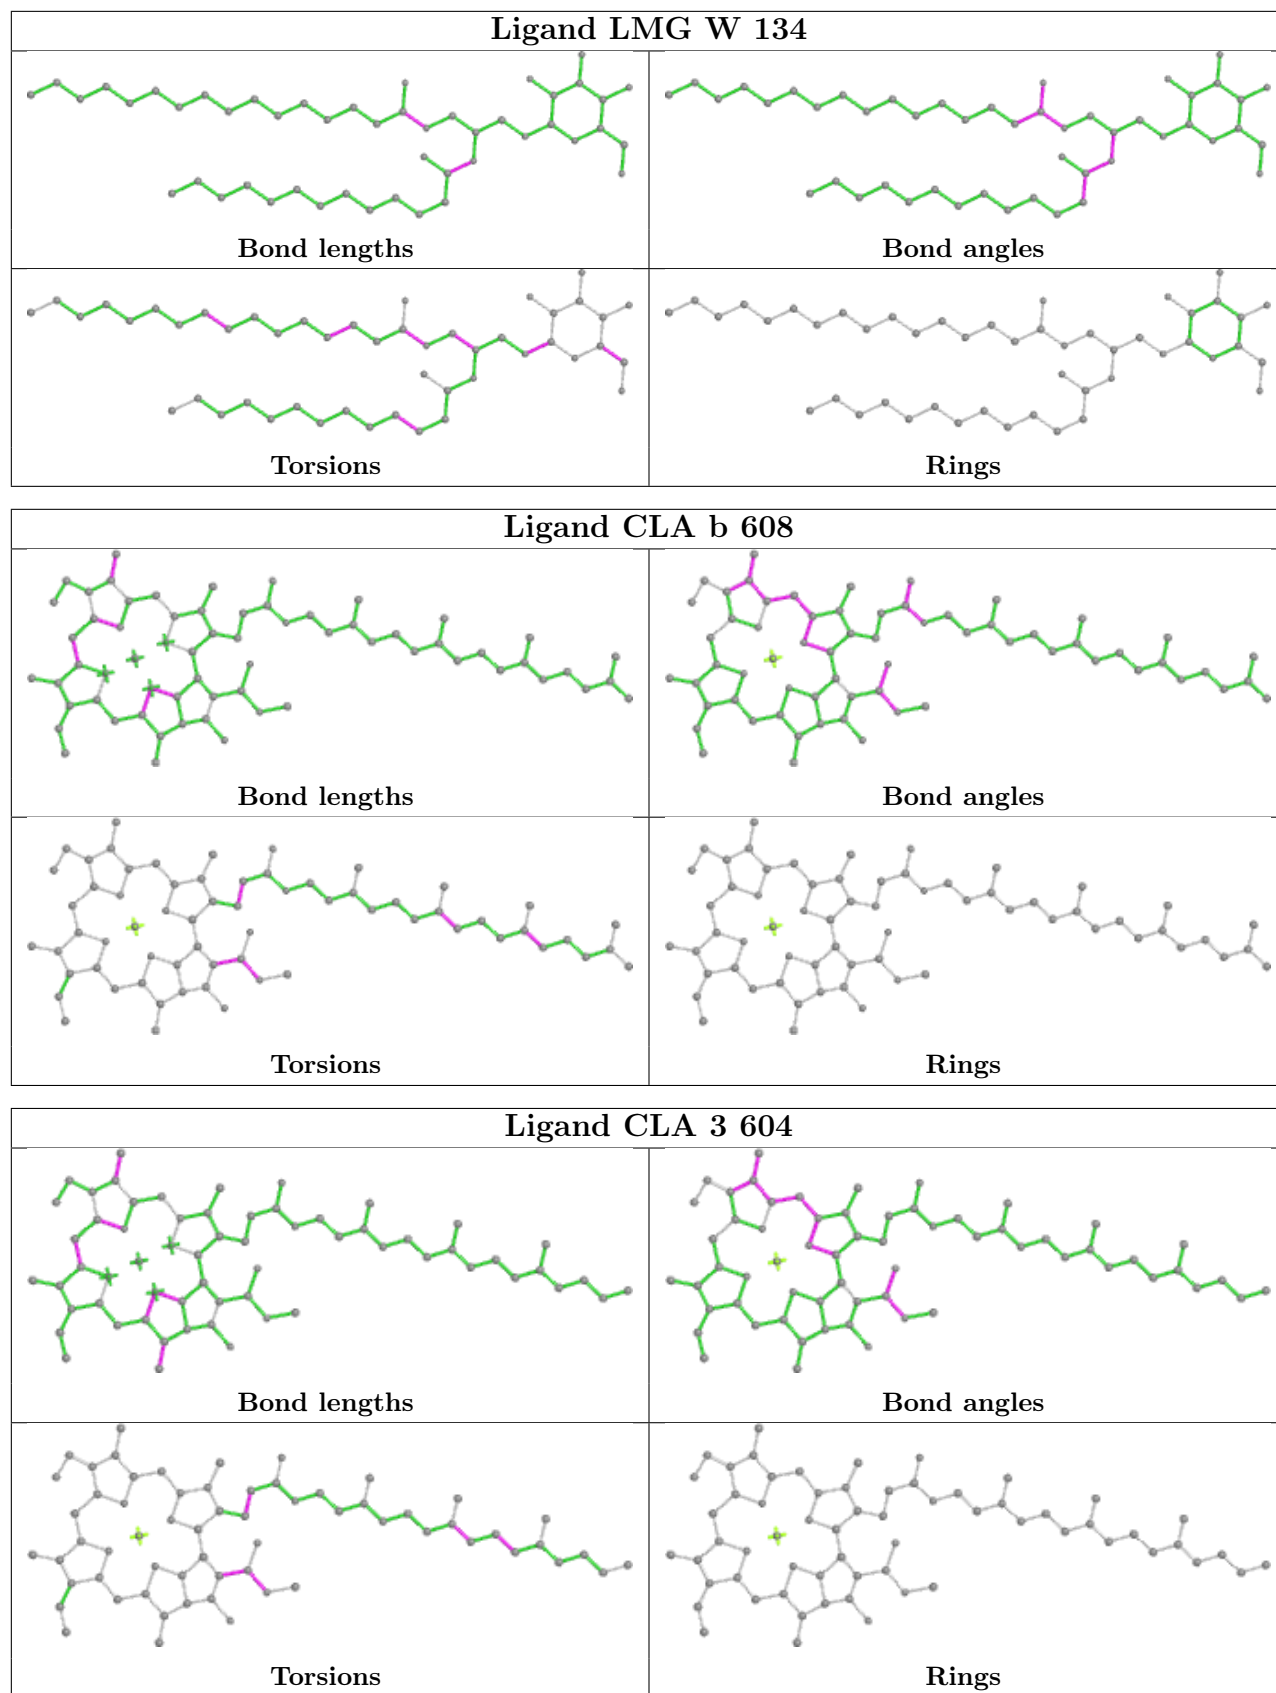 Ligand LMG W 134
Bond lengths
Bond angles
Torsions
Rings
Ligand CLA b 608
Bond lengths
Bond angles
Torsions
Rings
Ligand CLA 3 604
Bond lengths
Bond angles
Torsions
Rings